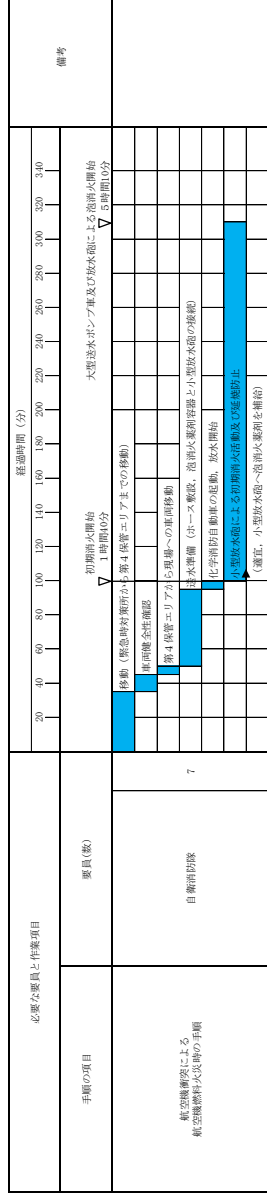 必要な要員と作業項目
経過時間（分）
備考
手順の項目
要員(数)
20 40 60 80 100 120 140 160 180 200 220 240 260 280 300 320 340
初期消火開始
1時間40分
大型送水ポンプ車及び放水砲による泡消火開始
5時間10分
航空機衝突による
航空機燃料火災時の手順
自衛消防隊
7
移動（緊急時対策所から第４保管エリアまでの移動）
車両健全性確認
第４保管エリアから現場への車両移動
送水準備（ホース敷設，泡消火薬剤容器と小型放水砲の接続）
化学消防自動車の起動，放水開始
小型放水砲による初期消火活動及び延焼防止
（適宜，小型放水砲へ泡消火薬剤を補給）